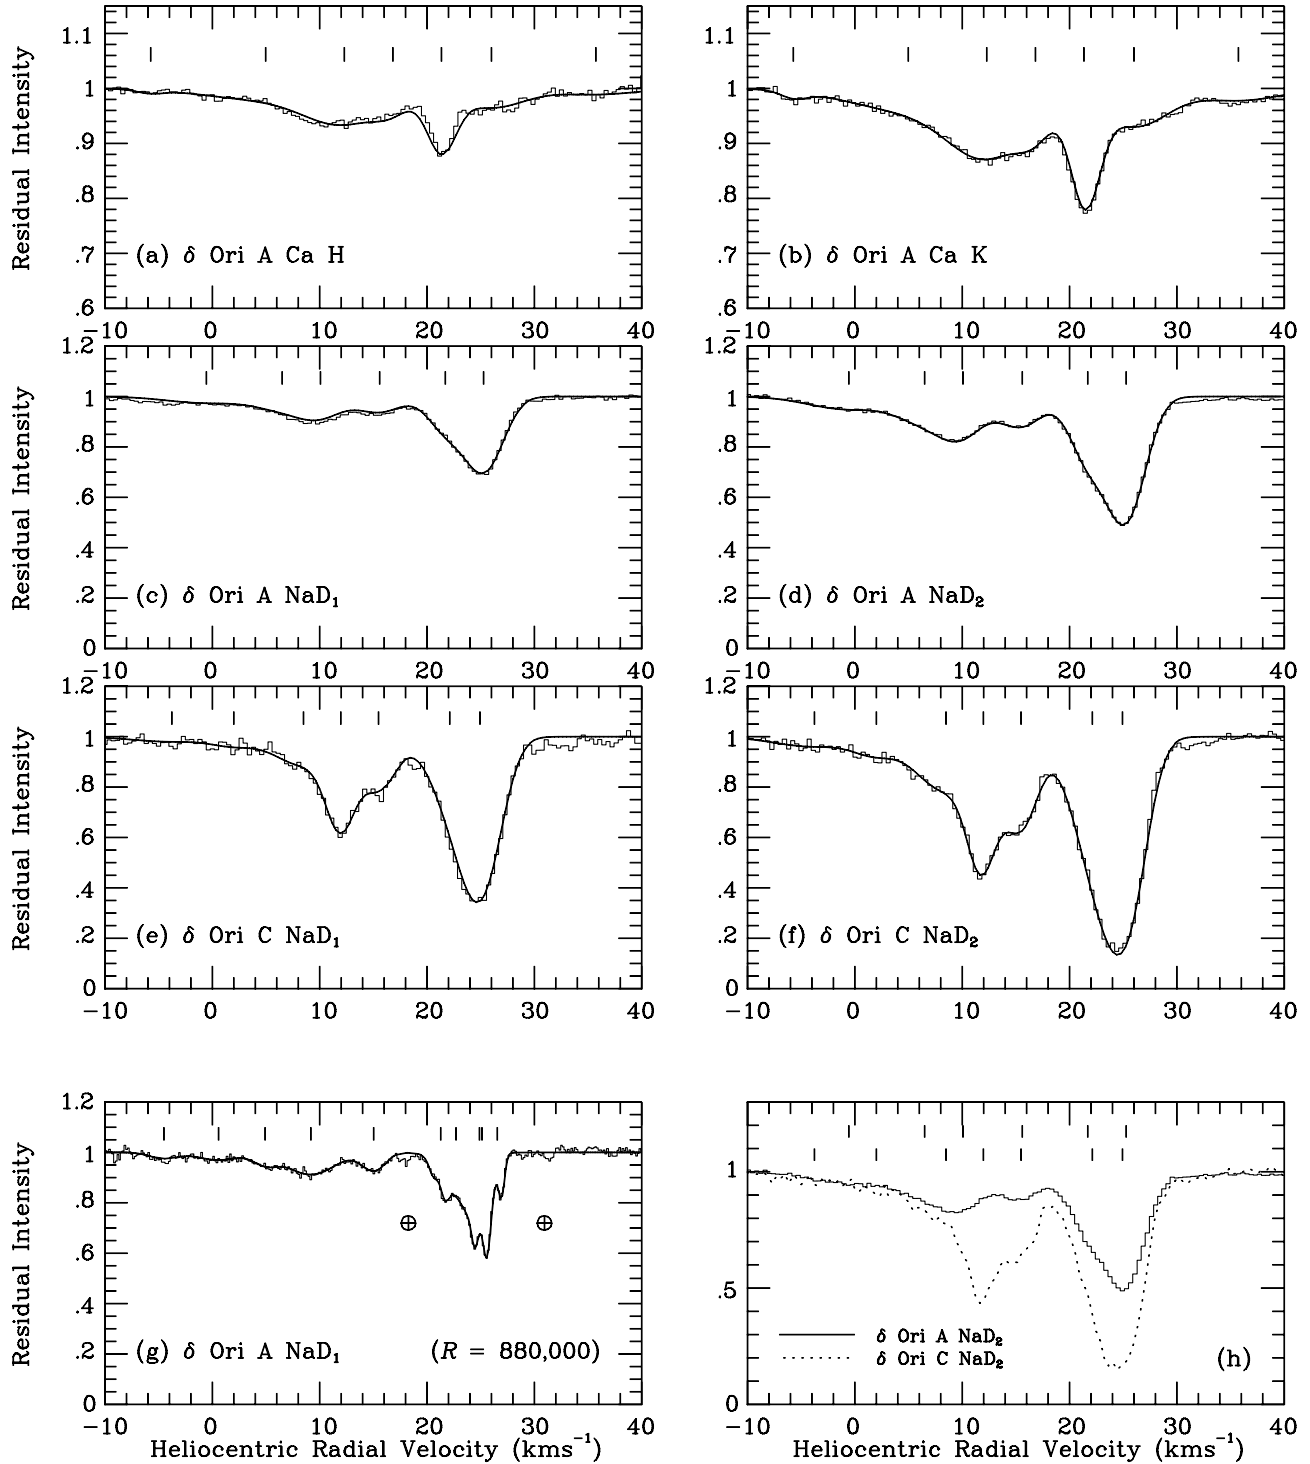 1.1
1
.9
.8
.7
.6
Residual Intensity
(a) δ Ori A Ca H
−10 0 10 20 30 40
1.1
1
.9
.8
.7
.6
(b) δ Ori A Ca K
−10 0 10 20 30 40
1.2
1
.8
.6
.4
.2
0
Residual Intensity
(c) δ Ori A NaD₁
−10 0 10 20 30 40
1.2
1
.8
.6
.4
.2
0
(d) δ Ori A NaD₂
−10 0 10 20 30 40
1.2
1
.8
.6
.4
.2
0
Residual Intensity
(e) δ Ori C NaD₁
−10 0 10 20 30 40
1.2
1
.8
.6
.4
.2
0
(f) δ Ori C NaD₂
−10 0 10 20 30 40
1.2
1
.8
.6
.4
.2
0
Residual Intensity
(g) δ Ori A NaD₁ (R = 880,000)
−10 0 10 20 30 40
Heliocentric Radial Velocity (kms⁻¹)
1
.5
0
δ Ori A NaD₂
δ Ori C NaD₂
(h)
−10 0 10 20 30 40
Heliocentric Radial Velocity (kms⁻¹)